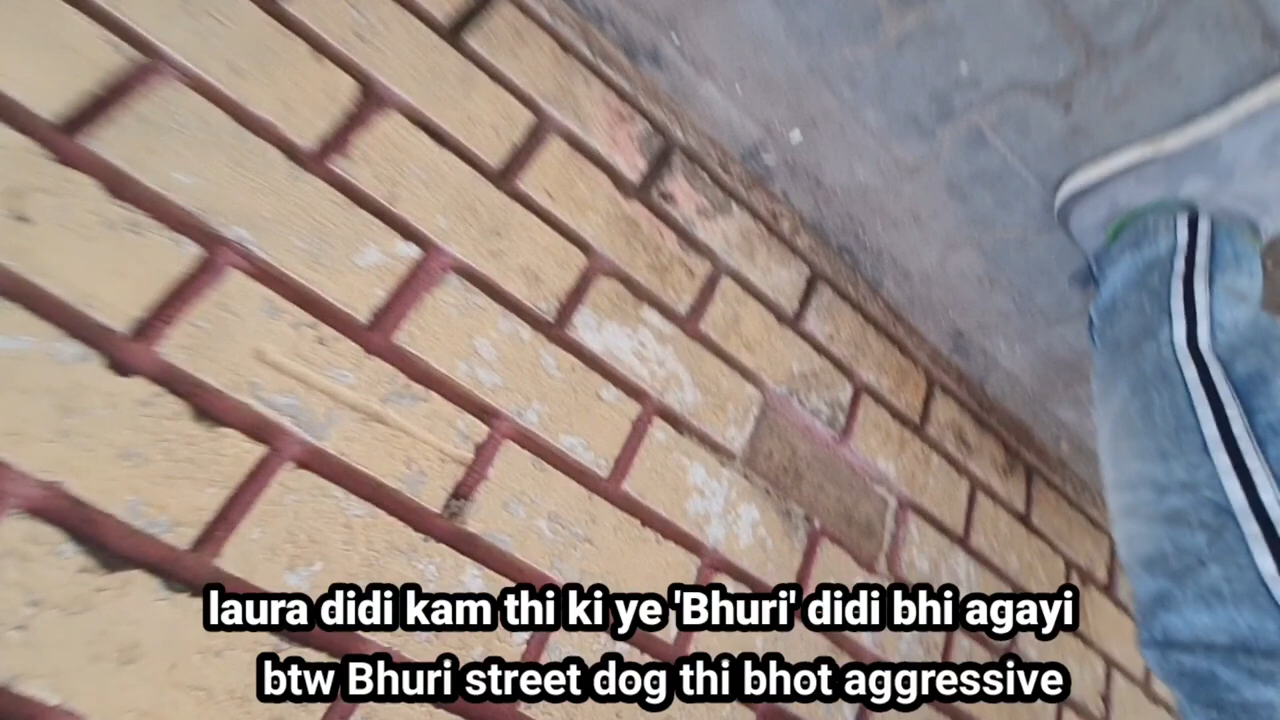 laura didi kam thi ki ye 'Bhuri' didi bhi agayi
btw Bhuri street dog thi bhot aggressive